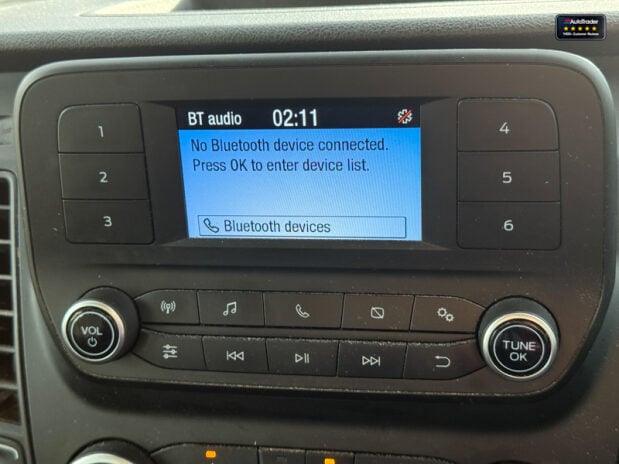 AutoTrader
BT audio 02:11
No Bluetooth device connected.
Press OK to enter device list.
Bluetooth devices
1
2
3
4
5
6
VOL
TUNE
OK